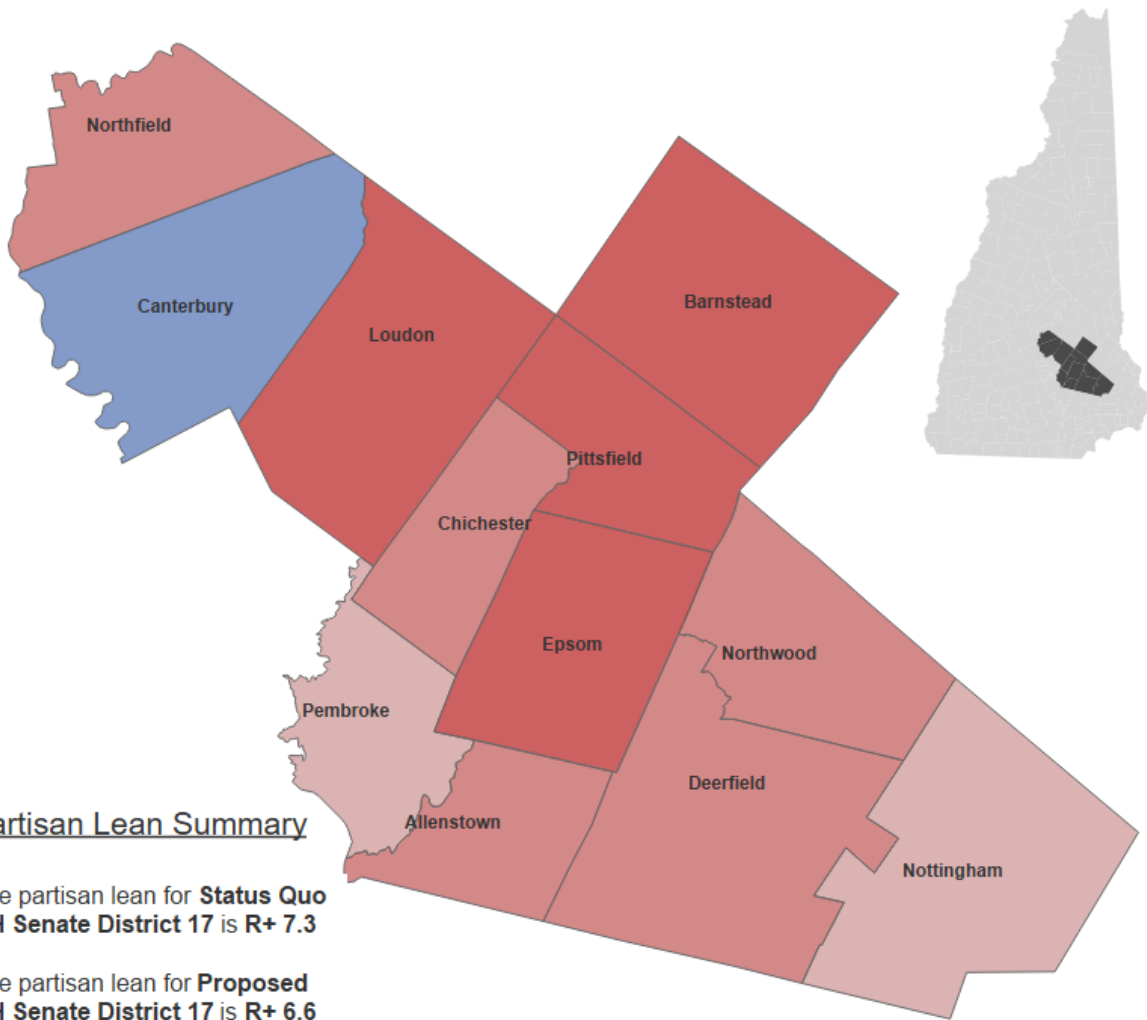 Northfield
Canterbury
Loudon
Barnstead
Pittsfield
Chichester
Epsom
Northwood
Pembroke
Deerfield
Allenstown
Nottingham
artisan Lean Summary
e partisan lean for Status Quo
H Senate District 17 is R+ 7.3
e partisan lean for Proposed
H Senate District 17 is R+ 6.6